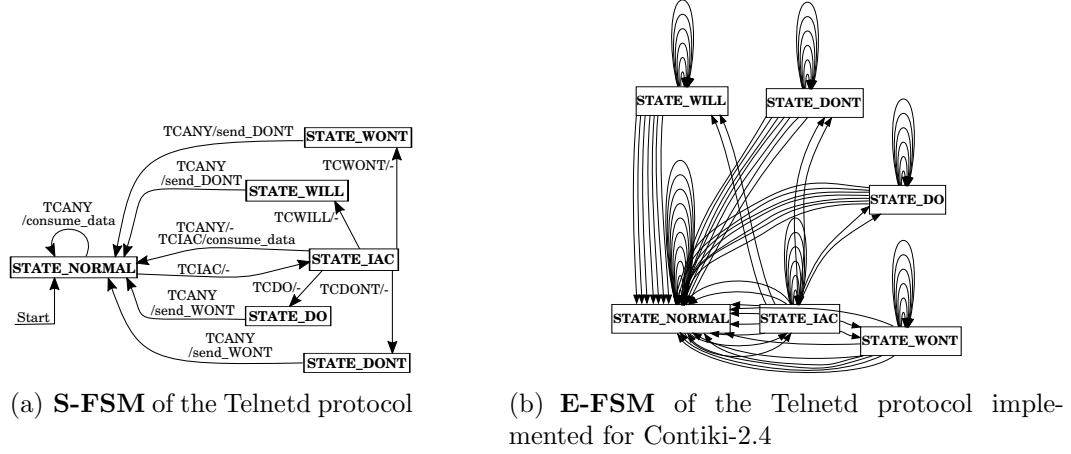 TCANY/send_DONT
STATE_WONT
TCANY
/send_DONT
TCWONT/-
STATE_WILL
TCANY
/consume_data
TCWILL/-
TCANY/-
TCIAC/consume_data
STATE_NORMAL
STATE_IAC
TCIAC/-
TCDO/-
TCDONT/-
TCANY
/send_WONT
Start
STATE_DO
TCANY
/send_WONT
STATE_DONT
(a) S-FSM of the Telnetd protocol
STATE_WILL
STATE_DONT
STATE_DO
STATE_NORMAL
STATE_IAC
STATE_WONT
(b) E-FSM of the Telnetd protocol imple-
mented for Contiki-2.4